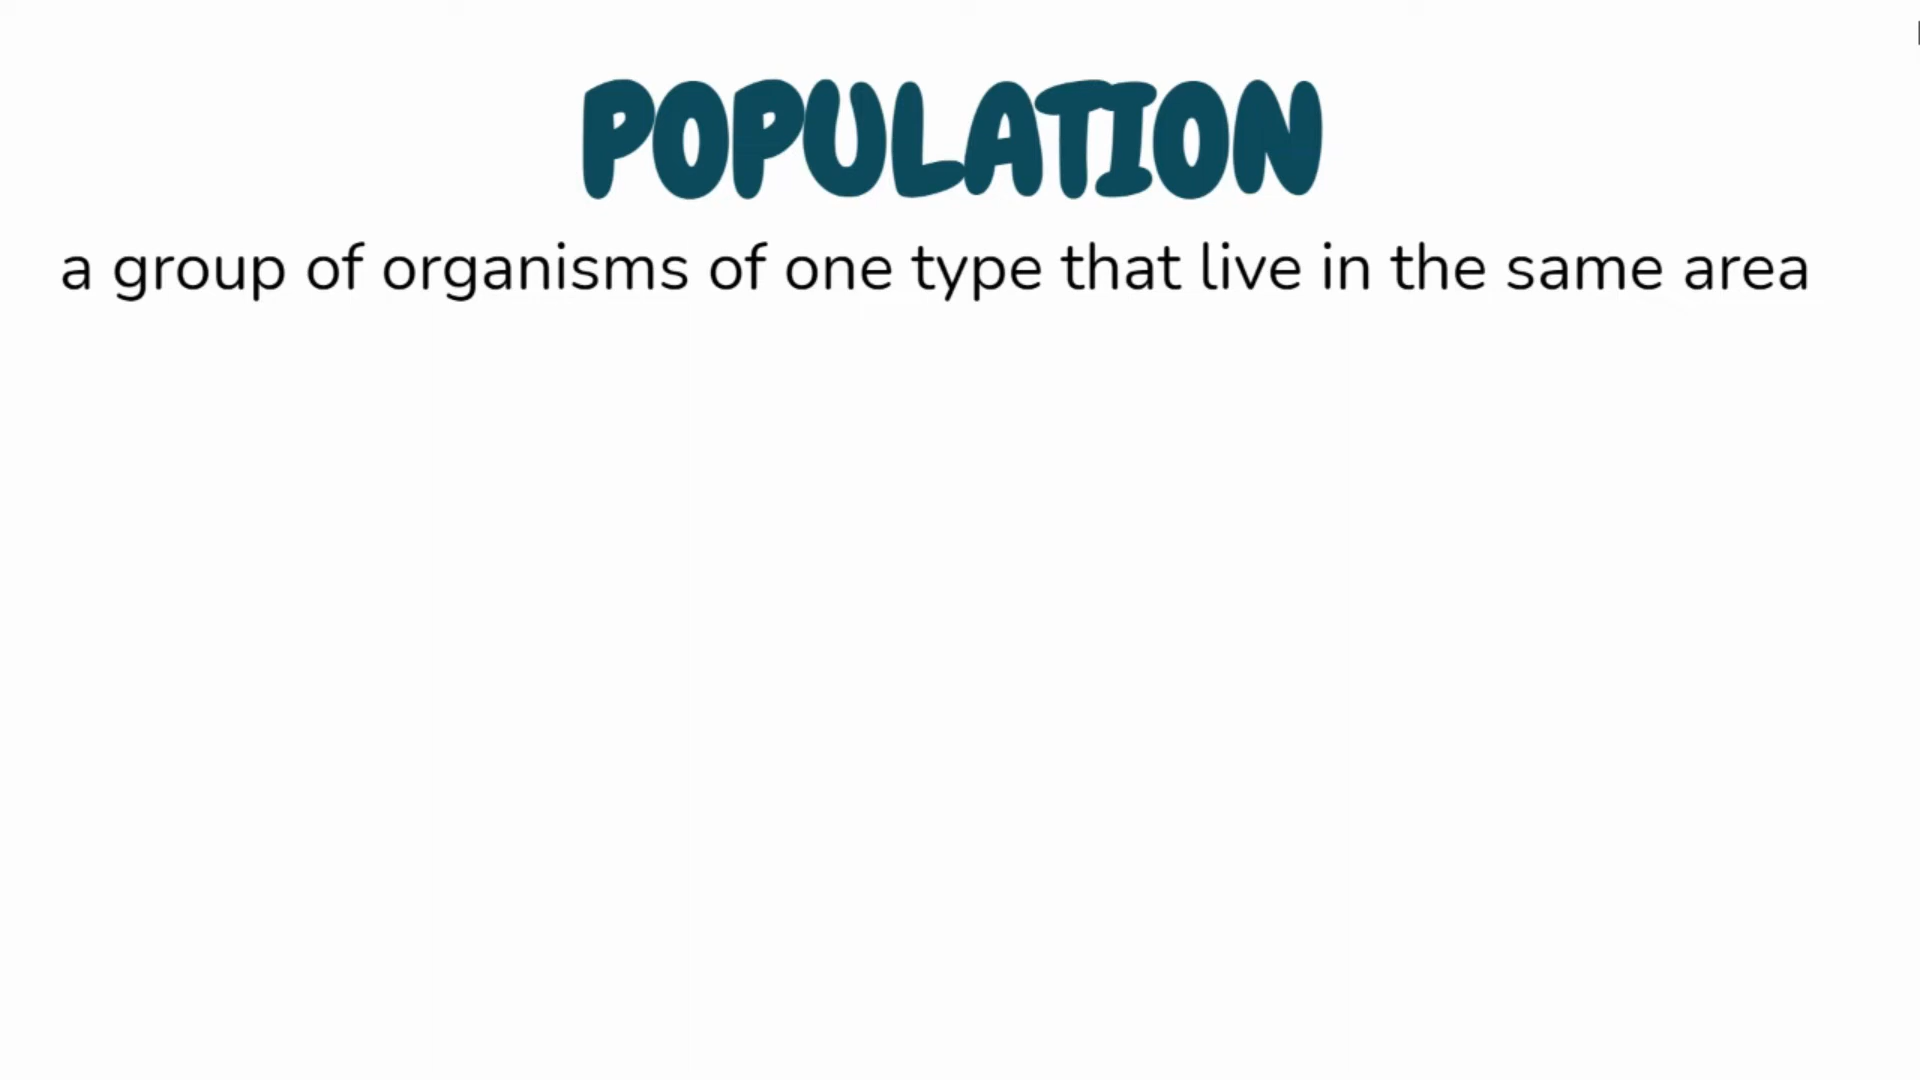 POPULATION
a group of organisms of one type that live in the same area